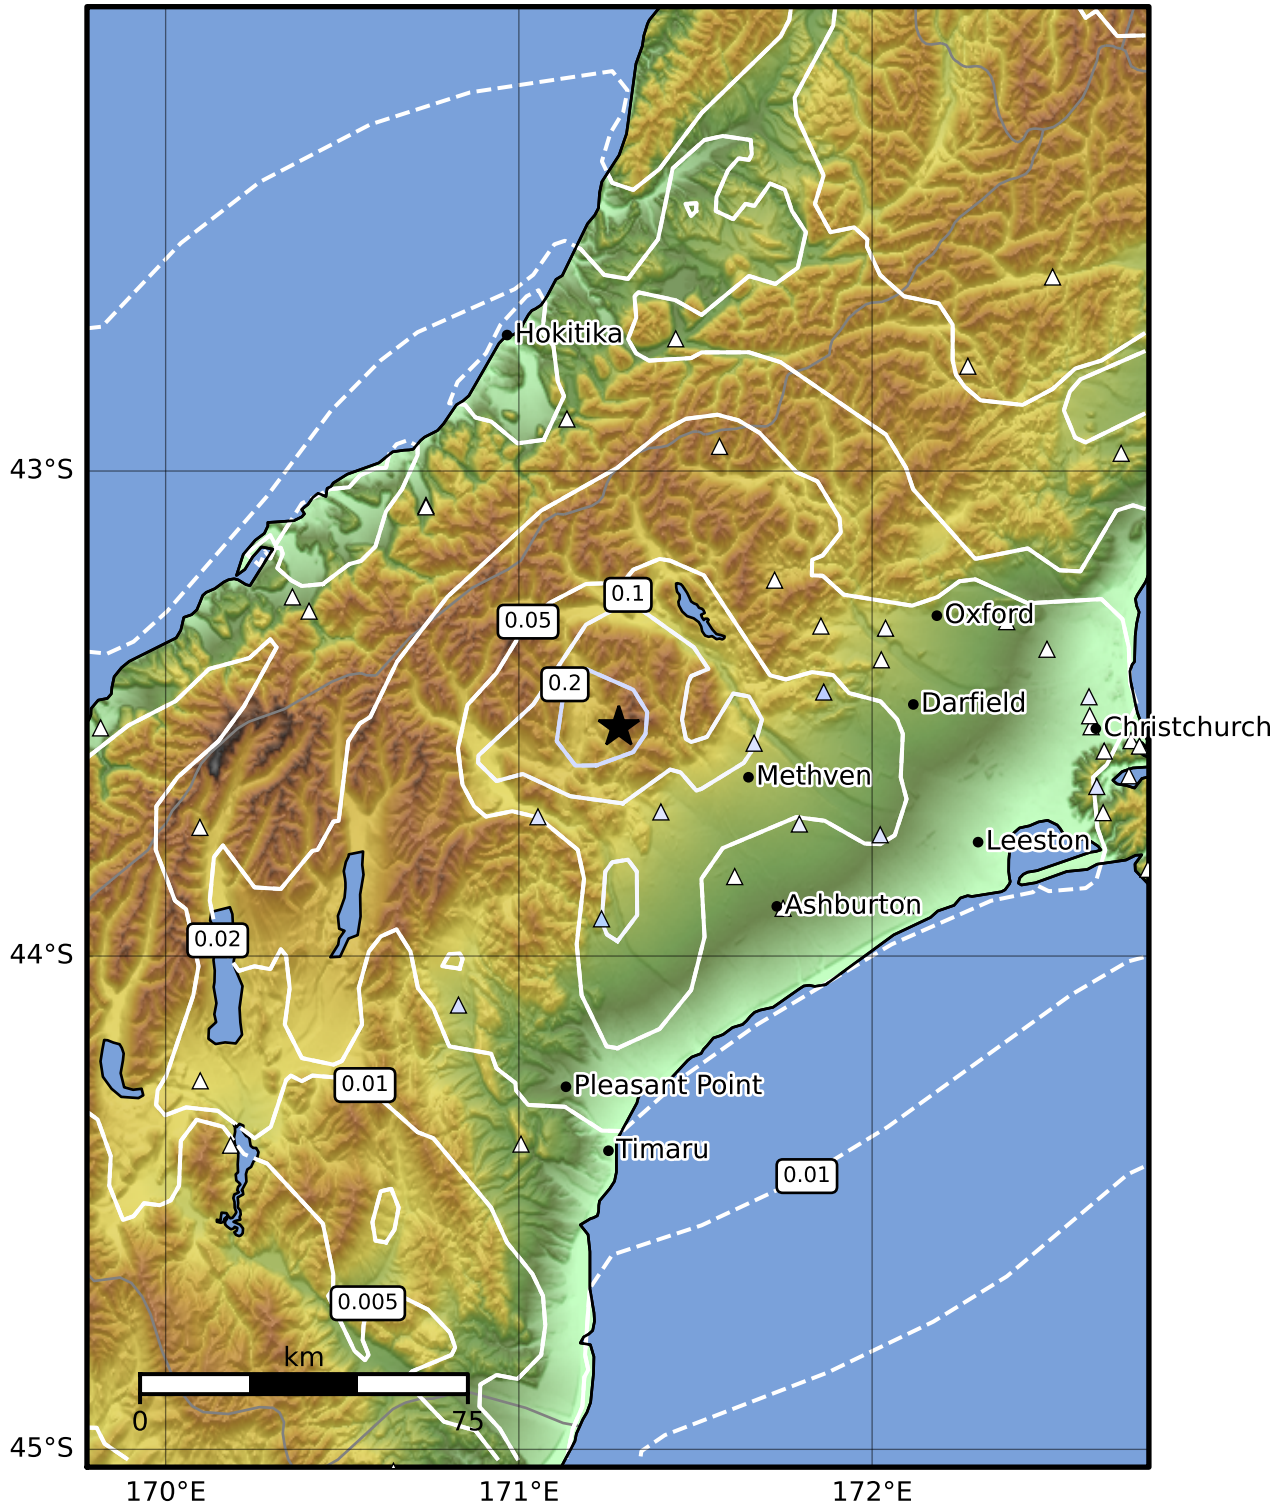 Hokitika
43°S
0.1
0.05
Oxford
0.2
Darfield
Christchurch
Methven
Leeston
Ashburton
0.02
44°S
0.01
Pleasant Point
Timaru
0.01
0.005
km
0 75
45°S
170°E 171°E 172°E